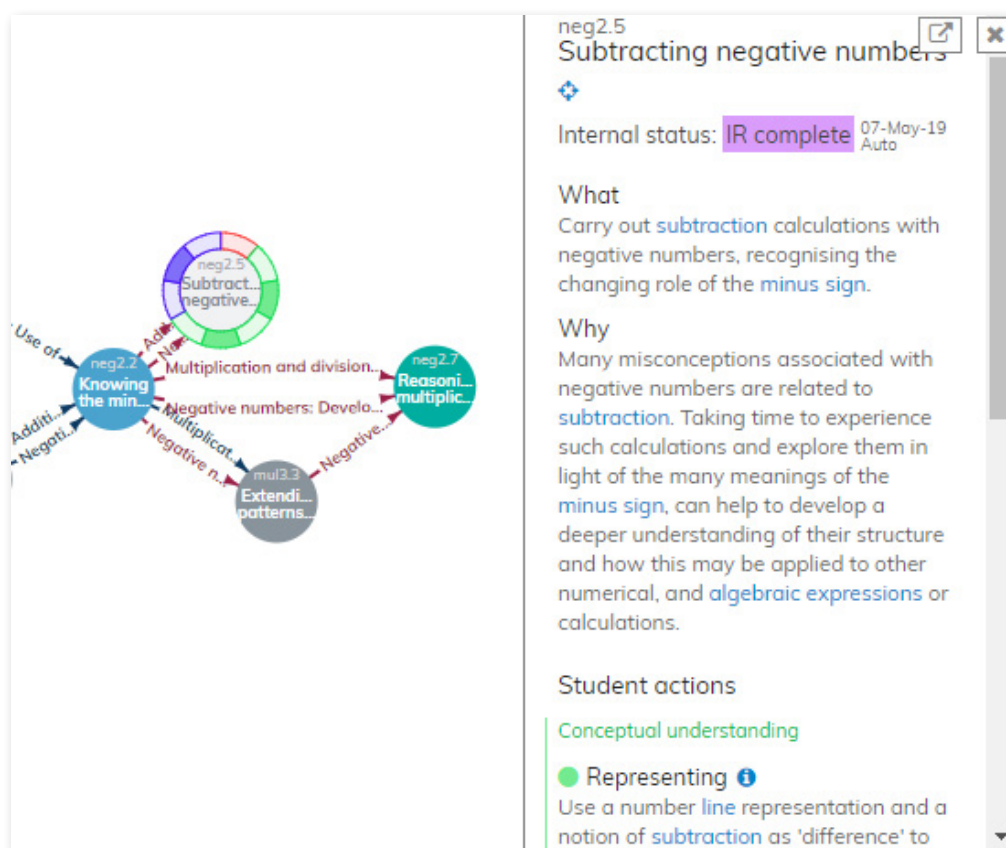 neg2.5
Subtract...
negative...
Use of
Additi...
Negati...
neg2.2
Knowing
the min...
Addi...
Ne...
Multiplication and division...
Negative numbers: Develo...
Multiplicat...
Negative n...
Negative...
neg2.7
Reasoni...
multiplic...
mul3.3
Extendi...
patterns...
neg2.5
Subtracting negative numbers
Internal status: IR complete 07-May-19
Auto
What
Carry out subtraction calculations with
negative numbers, recognising the
changing role of the minus sign.
Why
Many misconceptions associated with
negative numbers are related to
subtraction. Taking time to experience
such calculations and explore them in
light of the many meanings of the
minus sign, can help to develop a
deeper understanding of their structure
and how this may be applied to other
numerical, and algebraic expressions or
calculations.
Student actions
Conceptual understanding
Representing
Use a number line representation and a
notion of subtraction as 'difference' to